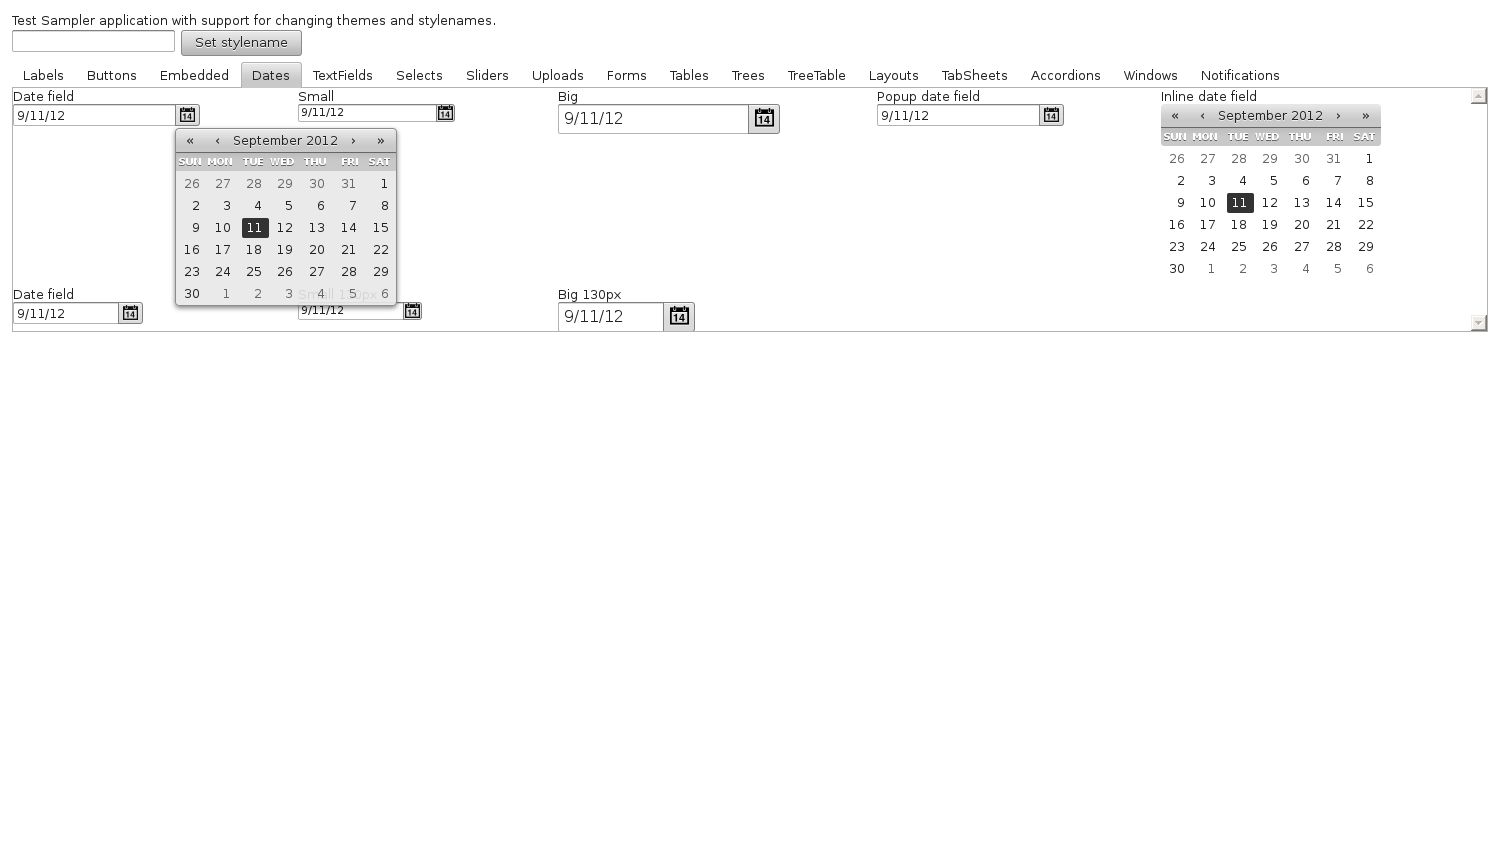 Test Sampler application with support for changing themes and stylenames.
Set stylename
Labels Buttons Embedded Dates TextFields Selects Sliders Uploads Forms Tables Trees TreeTable Layouts TabSheets Accordions Windows Notifications
Date field Small Big Popup date field Inline date field
9/11/12 14 9/11/12 14 9/11/12 14 9/11/12 14
« ‹ September 2012 › »
SUN MON TUE WED THU FRI SAT
26 27 28 29 30 31 1
2 3 4 5 6 7 8
9 10 11 12 13 14 15
16 17 18 19 20 21 22
23 24 25 26 27 28 29
30 1 2 3 4 5 6
« ‹ September 2012 › »
SUN MON TUE WED THU FRI SAT
26 27 28 29 30 31 1
2 3 4 5 6 7 8
9 10 11 12 13 14 15
16 17 18 19 20 21 22
23 24 25 26 27 28 29
30 1 2 3 4 5 6
Date field Small 130px Big 130px
9/11/12 14 9/11/12 14 9/11/12 14